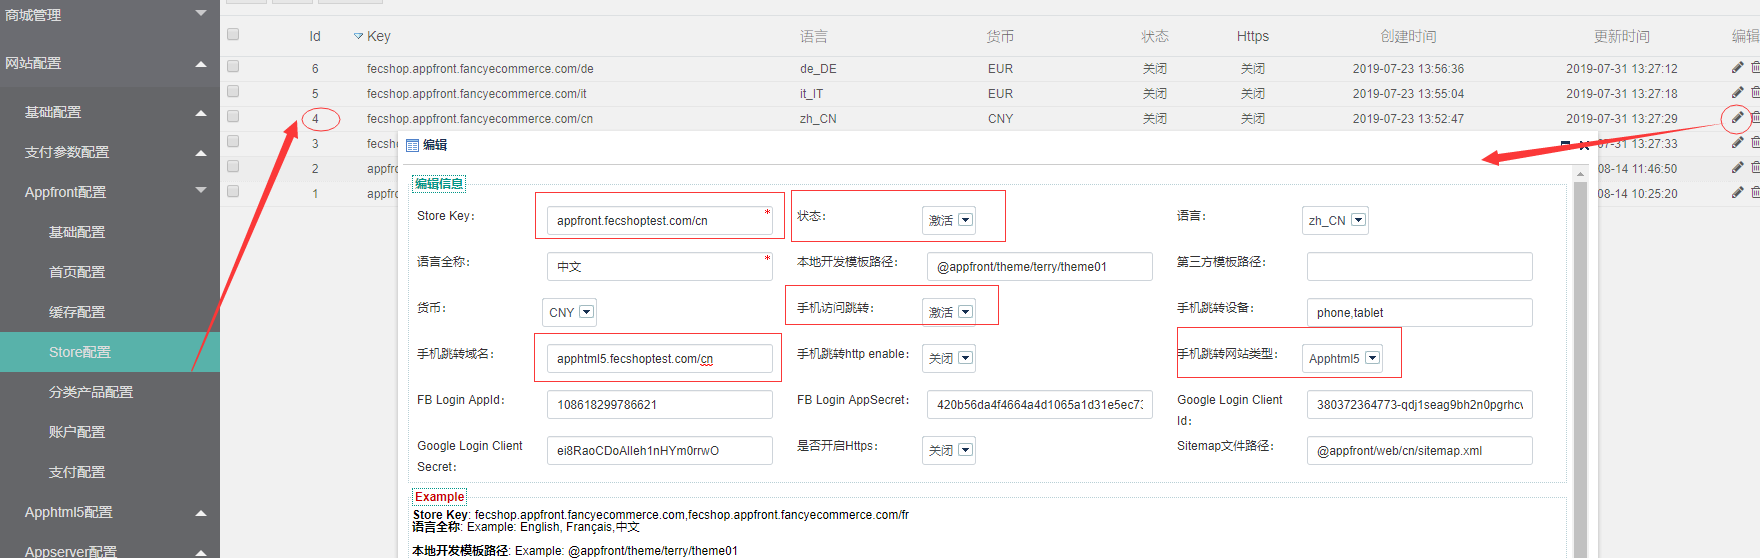 商城管理
网站配置
基础配置
支付参数配置
Appfront配置
基础配置
首页配置
缓存配置
Store配置
分类产品配置
账户配置
支付配置
Apphtml5配置
Appserver配置
Id Key 语言 货币 状态 Https 创建时间 更新时间 编辑
6 fecshop.appfront.fancyecommerce.com/de de_DE EUR 关闭 关闭 2019-07-23 13:56:36 2019-07-31 13:27:12
5 fecshop.appfront.fancyecommerce.com/it it_IT EUR 关闭 关闭 2019-07-23 13:55:04 2019-07-31 13:27:18
4 fecshop.appfront.fancyecommerce.com/cn zh_CN CNY 关闭 关闭 2019-07-23 13:52:47 2019-07-31 13:27:29
3 fecsh 07-31 13:27:33
2 appfro 08-14 11:46:50
1 appfro 08-14 10:25:20
编辑
编辑信息
Store Key: appfront.fecshoptest.com/cn * 状态: 激活 语言: zh_CN
语言全称: 中文 * 本地开发模板路径: @appfront/theme/terry/theme01 第三方模板路径:
货币: CNY 手机访问跳转: 激活 手机跳转设备: phone,tablet
手机跳转域名: apphtml5.fecshoptest.com/cn 手机跳转http enable: 关闭 手机跳转网站类型: Apphtml5
FB Login AppId: 108618299786621 FB Login AppSecret: 420b56da4f4664a4d1065a1d31e5ec73 Google Login Client Id: 380372364773-qdj1seag9bh2n0pgrhcv
Google Login Client Secret: ei8RaoCDoAlleh1nHYm0rrwO 是否开启Https: 关闭 Sitemap文件路径: @appfront/web/cn/sitemap.xml
Example
Store Key: fecshop.appfront.fancyecommerce.com,fecshop.appfront.fancyecommerce.com/fr
语言全称: Example: English, Français,中文
本地开发模板路径: Example: @appfront/theme/terry/theme01